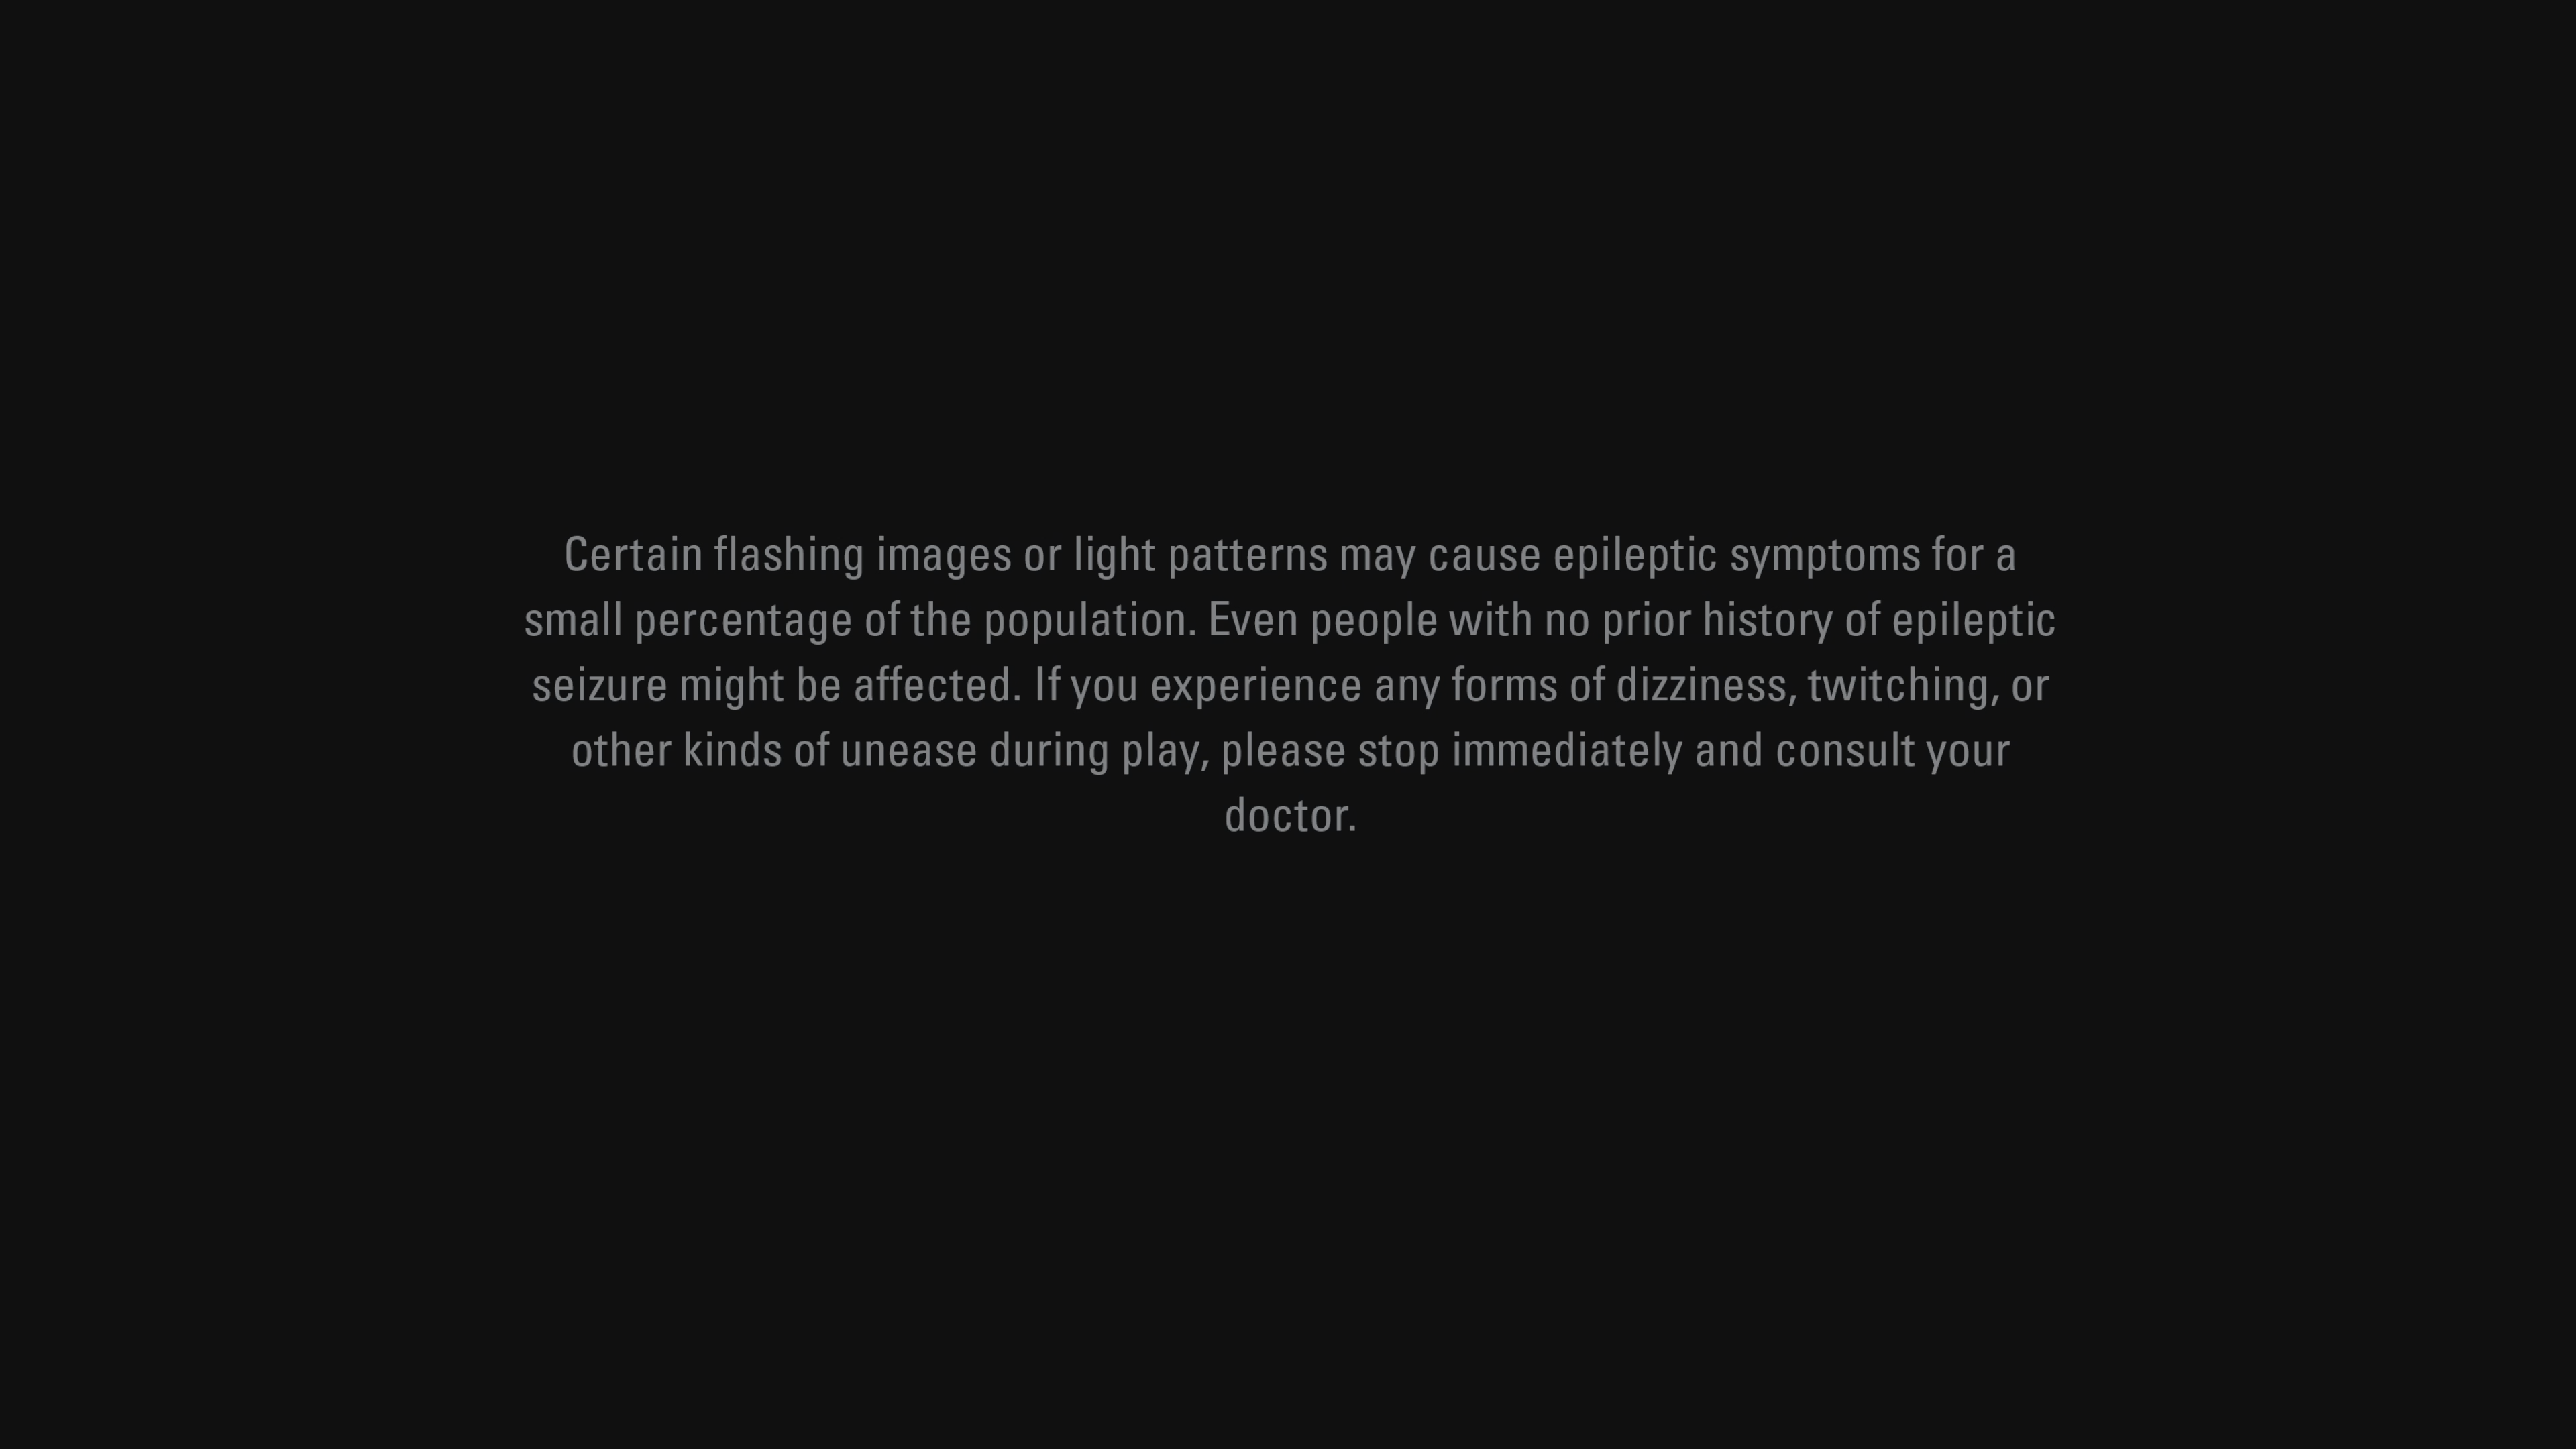 Certain flashing images or light patterns may cause epileptic symptoms for a
small percentage of the population. Even people with no prior history of epileptic
seizure might be affected. If you experience any forms of dizziness, twitching, or
other kinds of unease during play, please stop immediately and consult your
doctor.